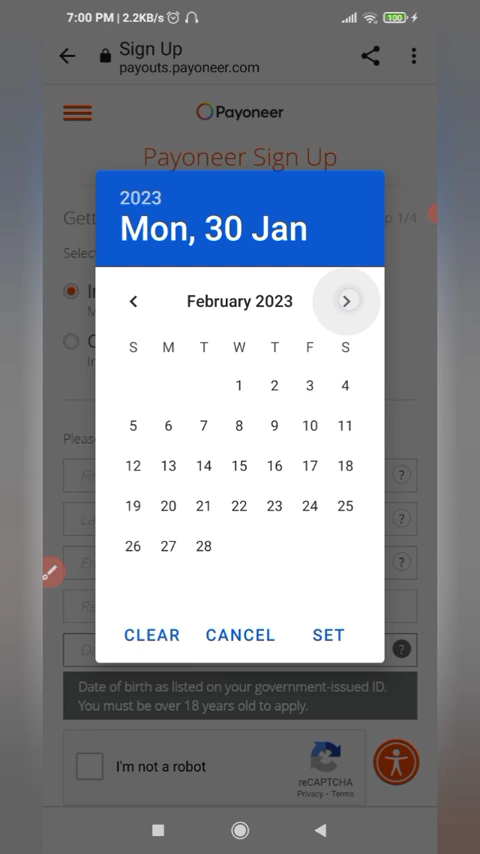 7:00 PM | 2.2KB/s
100
Sign Up
payouts.payoneer.com
Payoneer
Payoneer Sign Up
2023
Mon, 30 Jan
February 2023
S M T W T F S
1 2 3 4
5 6 7 8 9 10 11
12 13 14 15 16 17 18
19 20 21 22 23 24 25
26 27 28
CLEAR CANCEL SET
Date of birth as listed on your government-issued ID.
You must be over 18 years old to apply.
I'm not a robot
reCAPTCHA
Privacy - Terms